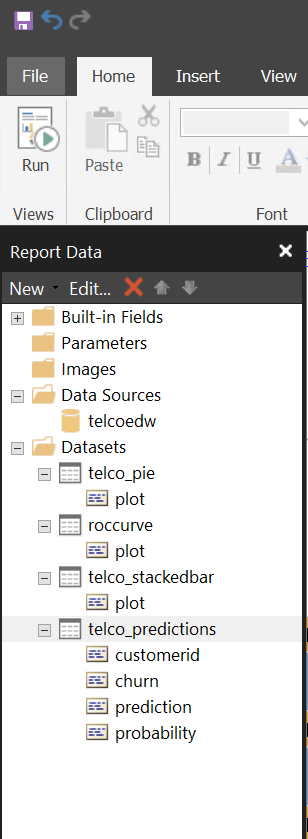 File Home Insert View
Run Paste B I U A
Views Clipboard Font
Report Data
New Edit...
Built-in Fields
Parameters
Images
Data Sources
telcoedw
Datasets
telco_pie
plot
roccurve
plot
telco_stackedbar
plot
telco_predictions
customerid
churn
prediction
probability